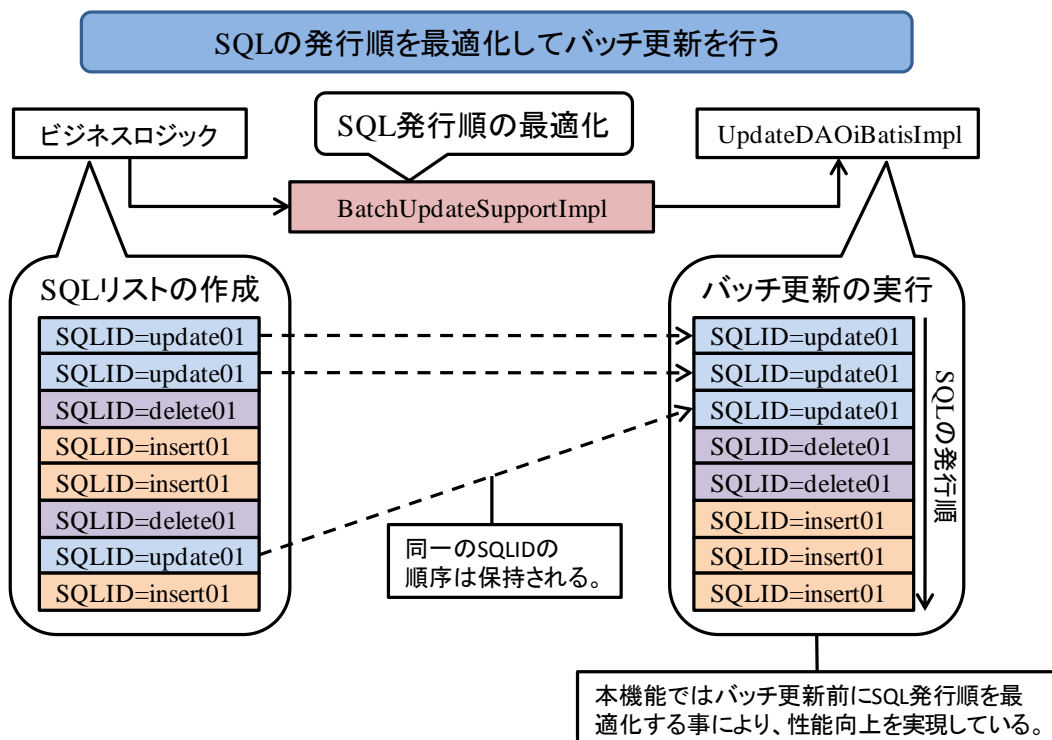 SQLの発行順を最適化してバッチ更新を行う
ビジネスロジック
SQL発行順の最適化
UpdateDAOiBatisImpl
BatchUpdateSupportImpl
SQLリストの作成
SQLID=update01
SQLID=update01
SQLID=delete01
SQLID=insert01
SQLID=insert01
SQLID=delete01
SQLID=update01
SQLID=insert01
同一のSQLIDの
順序は保持される。
バッチ更新の実行
SQLID=update01
SQLID=update01
SQLID=update01
SQLID=delete01
SQLID=delete01
SQLID=insert01
SQLID=insert01
SQLID=insert01
SQLの発行順
本機能ではバッチ更新前にSQL発行順を最
適化する事により、性能向上を実現している。